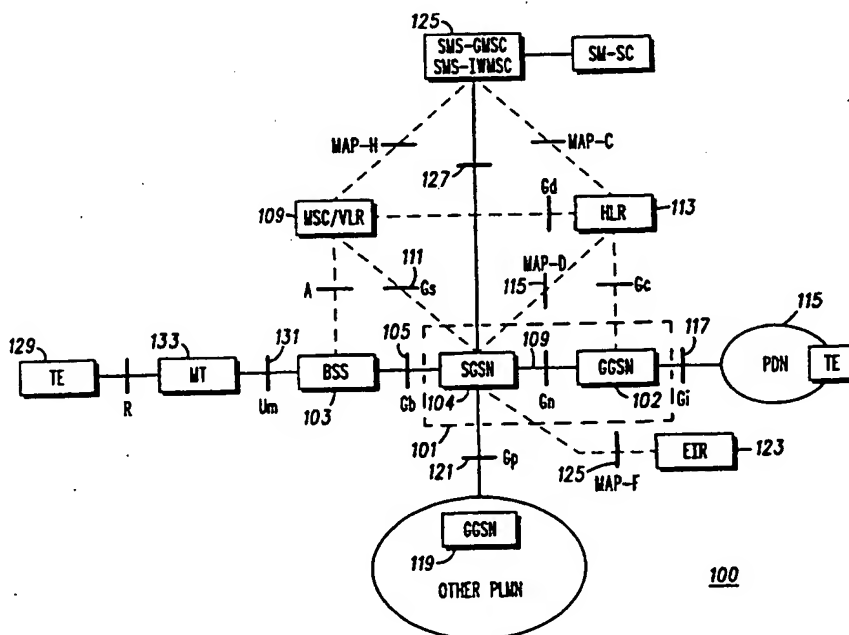 125
SMS-GMSC
SMS-IWMSC
SM-SC
MAP-H
MAP-C
127
Gd
109
MSC/VLR
HLR
113
111
MAP-D
115
A
Gs
115
Gc
129
133
131
105
109
117
TE
MT
BSS
SGSN
GGSN
PDN
TE
R
Um
103
Gb
104
Gn
102
Gi
101
121
Gp
125
MAP-F
EIR
123
GGSN
119
OTHER PLMN
100